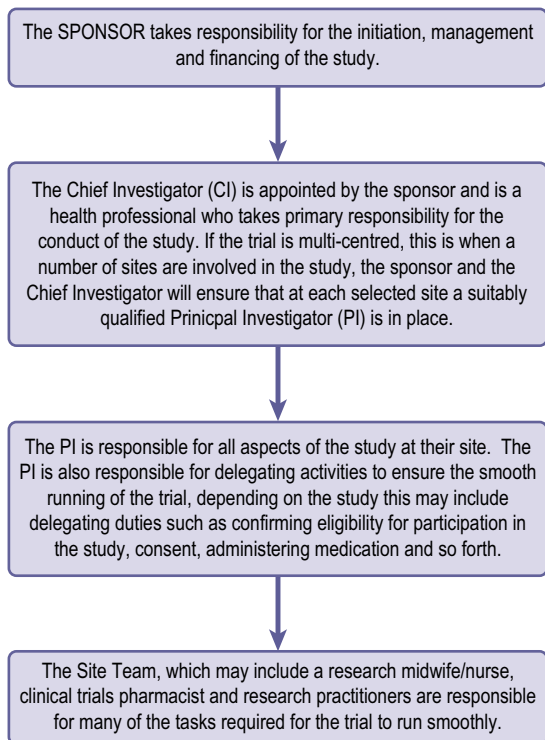 The SPONSOR takes responsibility for the initiation, management
and financing of the study.
The Chief Investigator (CI) is appointed by the sponsor and is a
health professional who takes primary responsibility for the
conduct of the study. If the trial is multi-centred, this is when a
number of sites are involved in the study, the sponsor and the
Chief Investigator will ensure that at each selected site a suitably
qualified Prinicpal Investigator (PI) is in place.
The PI is responsible for all aspects of the study at their site. The
PI is also responsible for delegating activities to ensure the smooth
running of the trial, depending on the study this may include
delegating duties such as confirming eligibility for participation in
the study, consent, administering medication and so forth.
The Site Team, which may include a research midwife/nurse,
clinical trials pharmacist and research practitioners are responsible
for many of the tasks required for the trial to run smoothly.